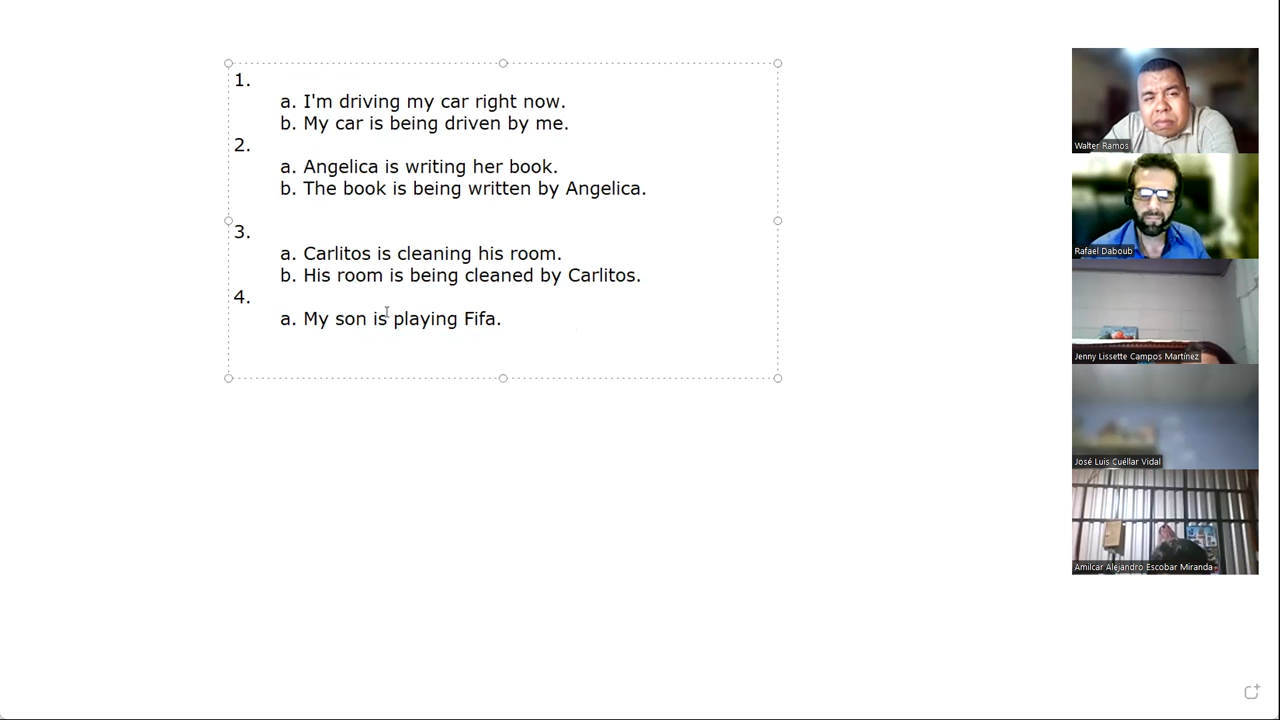 1.
a. I'm driving my car right now.
b. My car is being driven by me.
2.
a. Angelica is writing her book.
b. The book is being written by Angelica.
3.
a. Carlitos is cleaning his room.
b. His room is being cleaned by Carlitos.
4.
a. My son is playing Fifa.
Walter Ramos
Rafael Daboub
Jenny Lissette Campos Martínez
José Luis Cuéllar Vidal
Amilcar Alejandro Escobar Miranda